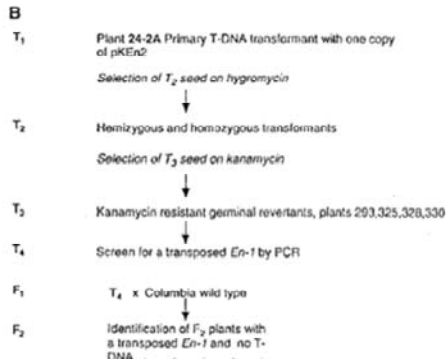 B
T₁ Plant 24-2A Primary T-DNA transformant with one copy
of pKEn2
Selection of T₂ seed on hygromycin
T₂ Hemizygous and homozygous transformants
Selection of T₃ seed on kanamycin
T₃ Kanamycin resistant germinal revertants, plants 293,325,328,330
T₄ Screen for a transposed En-1 by PCR
F₁ T₄ x Columbia wild type
F₂ Identification of F₂ plants with
a transposed En-1 and no T-
DNA